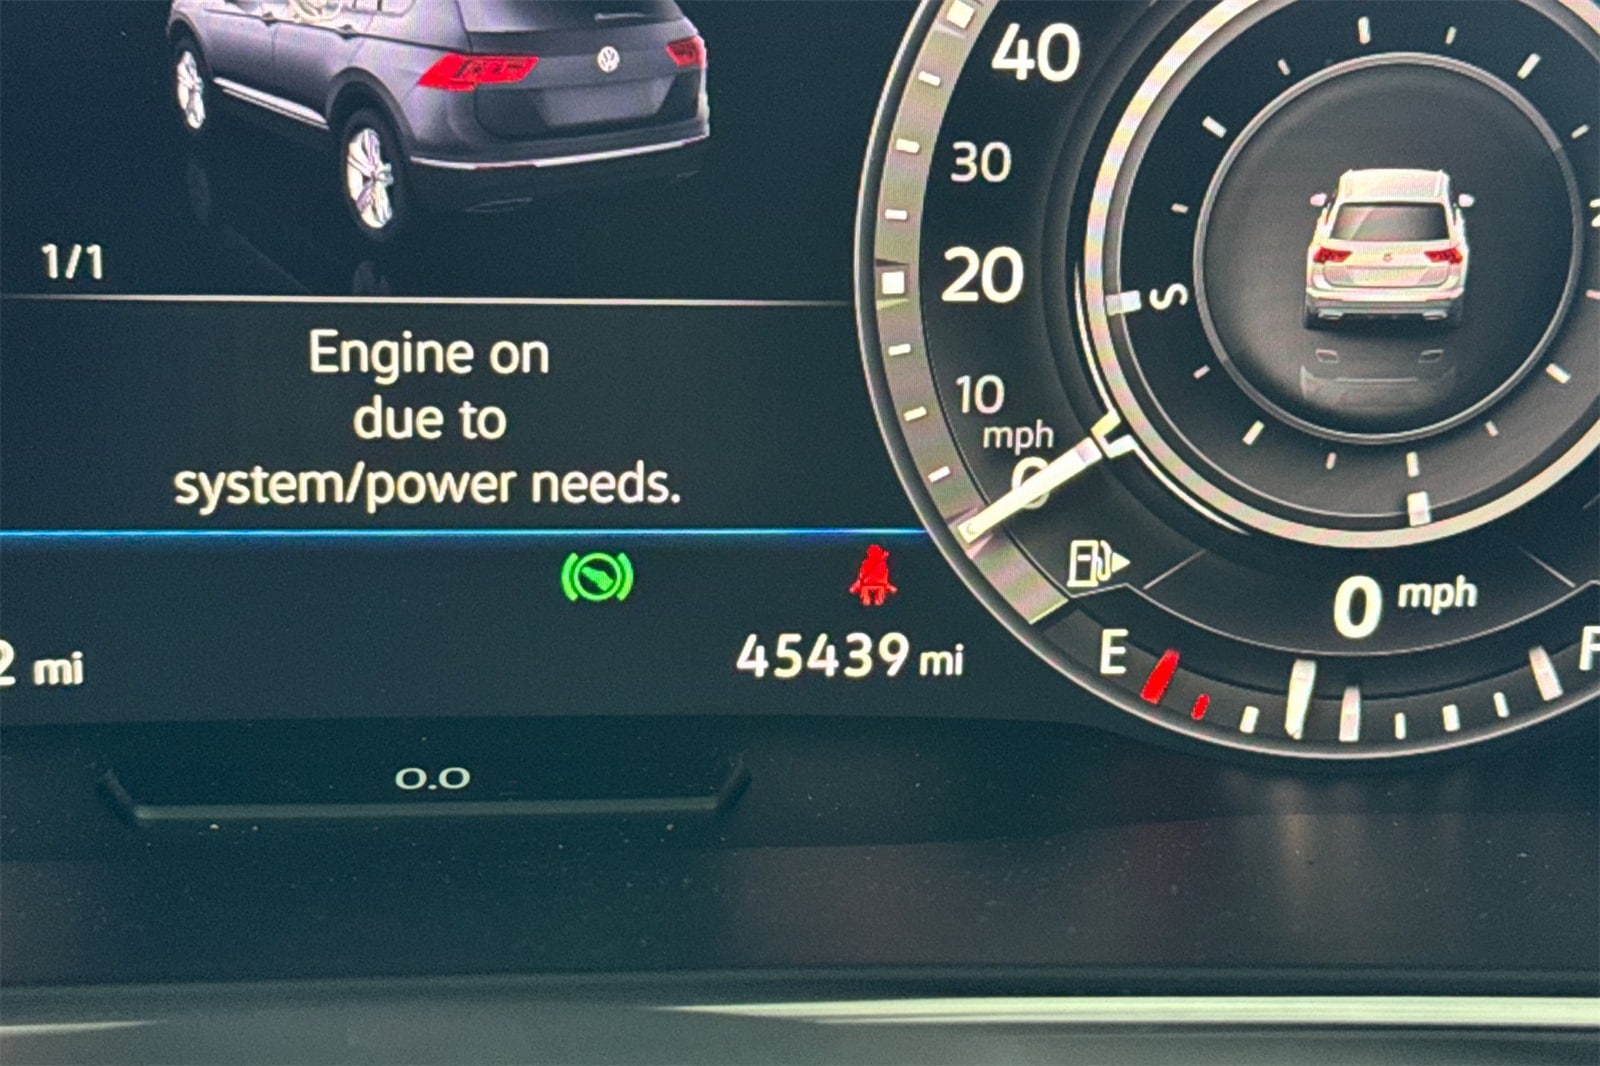 40
30
20
10
mph
0
S
1/1
Engine on
due to
system/power needs.
2 mi
45439 mi
0 mph
E
F
0.0